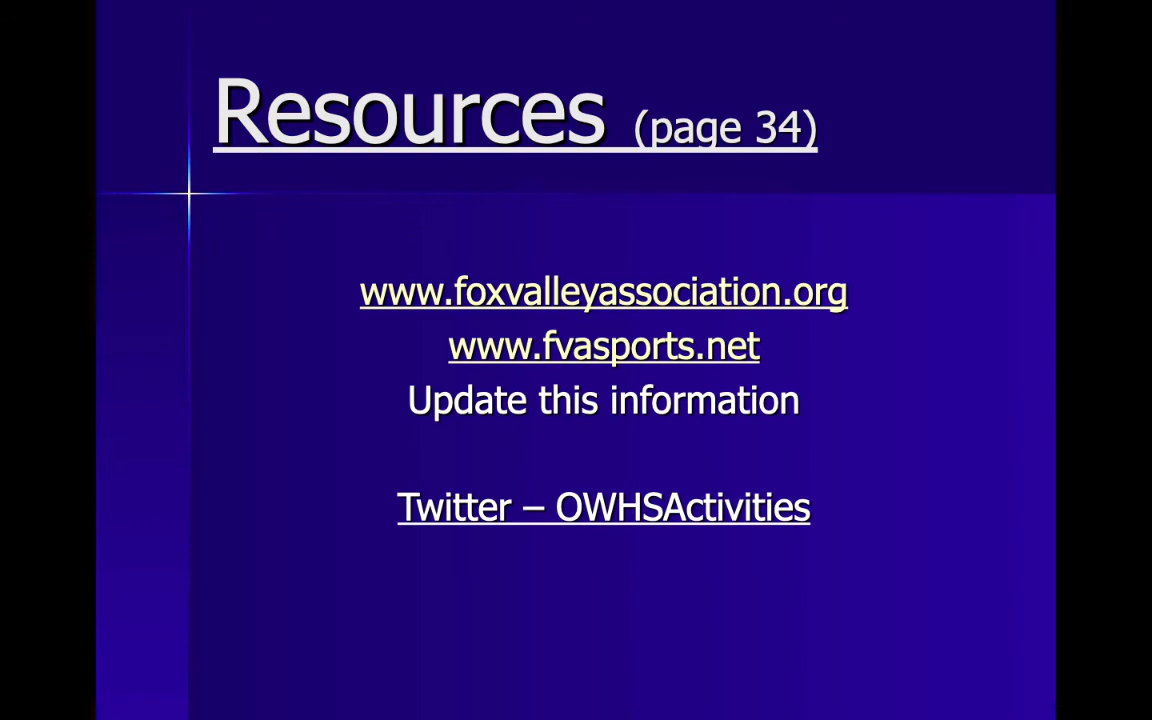 Resources (page 34)
www.foxvalleyassociation.org
www.fvasports.net
Update this information
Twitter – OWHSActivities